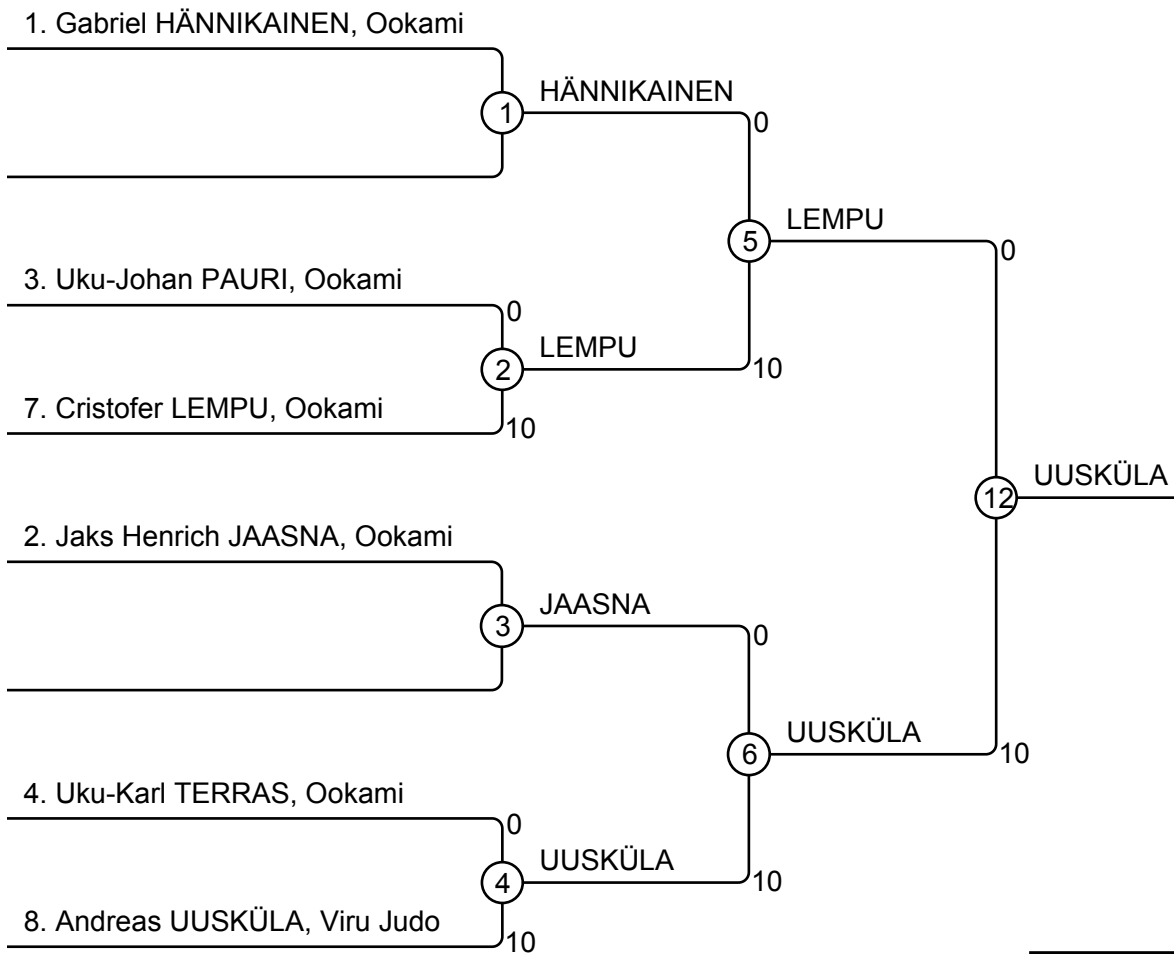 1. Gabriel HÄNNIKAINEN, Ookami
1
HÄNNIKAINEN
0
5
LEMPU
0
3. Uku-Johan PAURI, Ookami
0
2
LEMPU
10
7. Cristofer LEMPU, Ookami
10
12
UUSKÜLA
2. Jaks Henrich JAASNA, Ookami
3
JAASNA
0
6
UUSKÜLA
10
4. Uku-Karl TERRAS, Ookami
0
4
UUSKÜLA
10
8. Andreas UUSKÜLA, Viru Judo
10